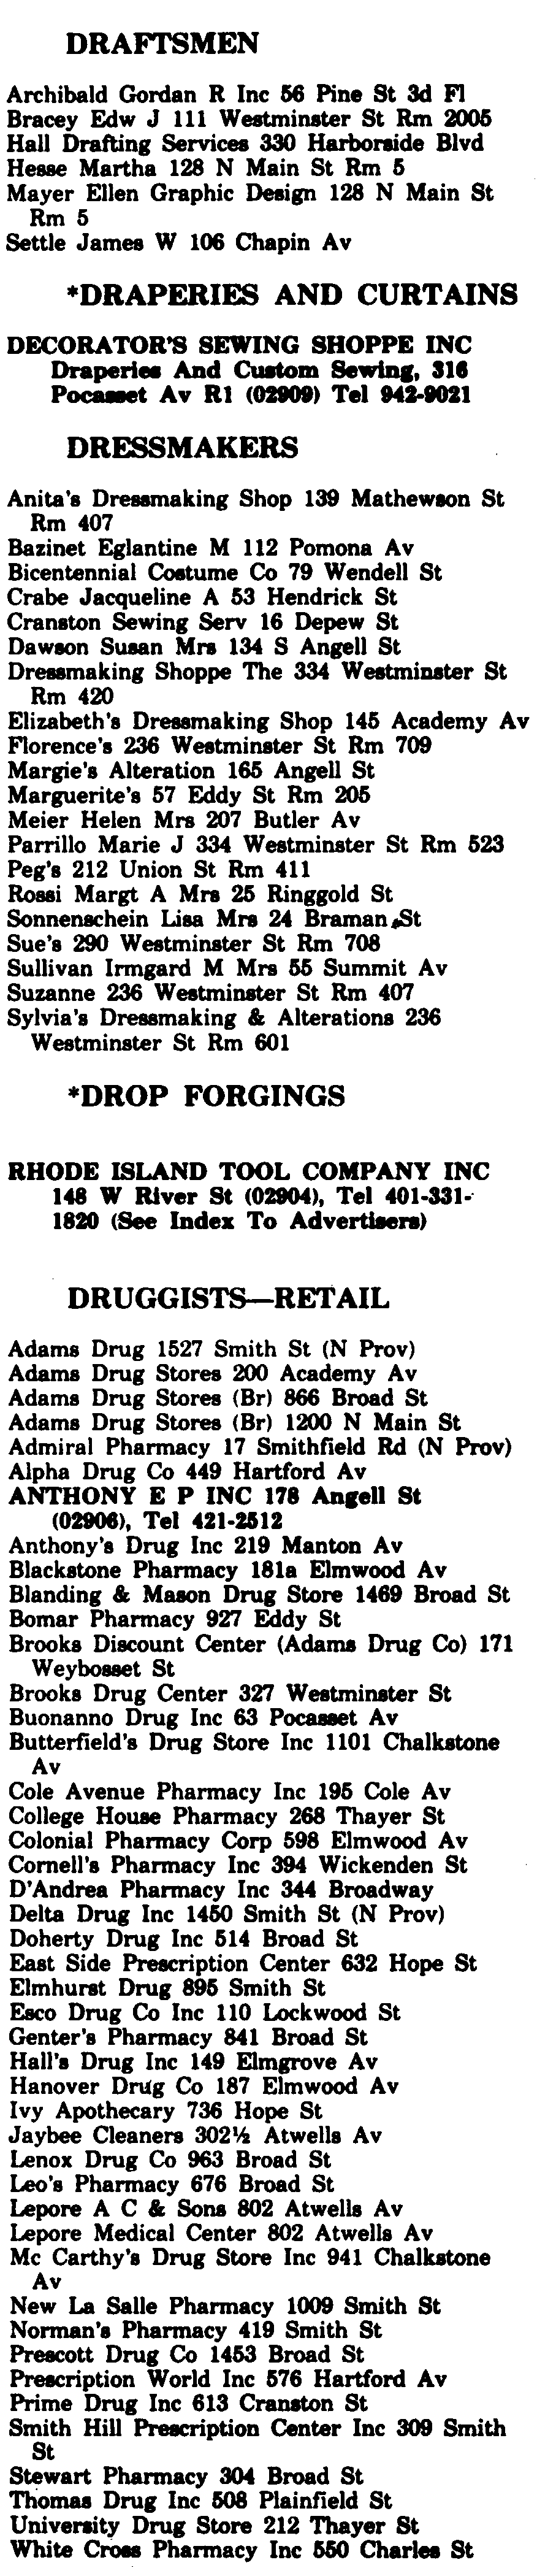 DRAFTSMEN
Archibald Gordan R Inc 56 Pine St 3d Fl
Bracey Edw J 111 Westminster St Rm 2005
Hall Drafting Services 330 Harborside Blvd
Hesse Martha 128 N Main St Rm 5
Mayer Ellen Graphic Design 128 N Main St
Rm 5
Settle James W 106 Chapin Av
*DRAPERIES AND CURTAINS
DECORATOR'S SEWING SHOPPE INC
Draperies And Custom Sewing, 316
Pocasset Av R1 (02909) Tel 942-9021
DRESSMAKERS
Anita's Dressmaking Shop 139 Mathewson St
Rm 407
Bazinet Eglantine M 112 Pomona Av
Bicentennial Costume Co 79 Wendell St
Crabe Jacqueline A 53 Hendrick St
Cranston Sewing Serv 16 Depew St
Dawson Susan Mrs 134 S Angell St
Dressmaking Shoppe The 334 Westminster St
Rm 420
Elizabeth's Dressmaking Shop 145 Academy Av
Florence's 236 Westminster St Rm 709
Margie's Alteration 165 Angell St
Marguerite's 57 Eddy St Rm 205
Meier Helen Mrs 207 Butler Av
Parrillo Marie J 334 Westminster St Rm 523
Peg's 212 Union St Rm 411
Rossi Margt A Mrs 25 Ringgold St
Sonnenschein Lisa Mrs 24 Braman St
Sue's 290 Westminster St Rm 708
Sullivan Irmgard M Mrs 55 Summit Av
Suzanne 236 Westminster St Rm 407
Sylvia's Dressmaking & Alterations 236
Westminster St Rm 601
*DROP FORGINGS
RHODE ISLAND TOOL COMPANY INC
148 W River St (02904), Tel 401-331-
1820 (See Index To Advertisers)
DRUGGISTS—RETAIL
Adams Drug 1527 Smith St (N Prov)
Adams Drug Stores 200 Academy Av
Adams Drug Stores (Br) 866 Broad St
Adams Drug Stores (Br) 1200 N Main St
Admiral Pharmacy 17 Smithfield Rd (N Prov)
Alpha Drug Co 449 Hartford Av
ANTHONY E P INC 178 Angell St
(02906), Tel 421-2512
Anthony's Drug Inc 219 Manton Av
Blackstone Pharmacy 181a Elmwood Av
Blanding & Mason Drug Store 1469 Broad St
Bomar Pharmacy 927 Eddy St
Brooks Discount Center (Adams Drug Co) 171
Weybosset St
Brooks Drug Center 327 Westminster St
Buonanno Drug Inc 63 Pocasset Av
Butterfield's Drug Store Inc 1101 Chalkstone
Av
Cole Avenue Pharmacy Inc 195 Cole Av
College House Pharmacy 268 Thayer St
Colonial Pharmacy Corp 598 Elmwood Av
Cornell's Pharmacy Inc 394 Wickenden St
D'Andrea Pharmacy Inc 344 Broadway
Delta Drug Inc 1450 Smith St (N Prov)
Doherty Drug Inc 514 Broad St
East Side Prescription Center 632 Hope St
Elmhurst Drug 895 Smith St
Esco Drug Co Inc 110 Lockwood St
Genter's Pharmacy 841 Broad St
Hall's Drug Inc 149 Elmgrove Av
Hanover Drug Co 187 Elmwood Av
Ivy Apothecary 736 Hope St
Jaybee Cleaners 302½ Atwells Av
Lenox Drug Co 963 Broad St
Leo's Pharmacy 676 Broad St
Lepore A C & Sons 802 Atwells Av
Lepore Medical Center 802 Atwells Av
Mc Carthy's Drug Store Inc 941 Chalkstone
Av
New La Salle Pharmacy 1009 Smith St
Norman's Pharmacy 419 Smith St
Prescott Drug Co 1453 Broad St
Prescription World Inc 576 Hartford Av
Prime Drug Inc 613 Cranston St
Smith Hill Prescription Center Inc 309 Smith
St
Stewart Pharmacy 304 Broad St
Thomas Drug Inc 508 Plainfield St
University Drug Store 212 Thayer St
White Cross Pharmacy Inc 550 Charles St